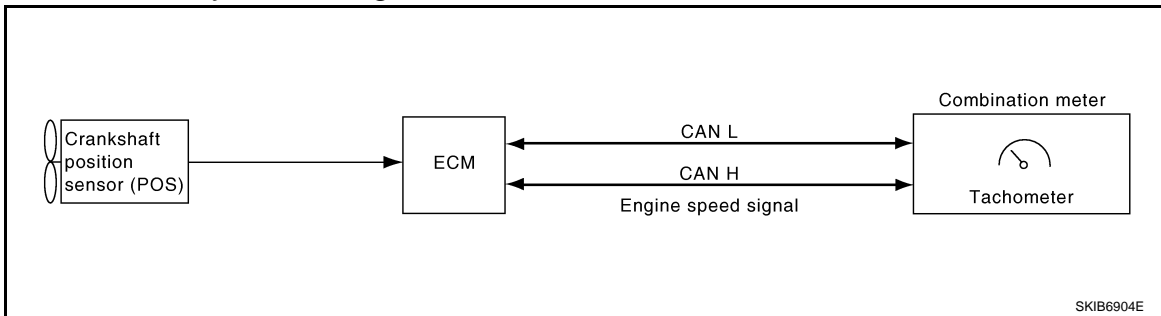 Crankshaft
position
sensor (POS)
ECM
CAN L
CAN H
Engine speed signal
Combination meter
Tachometer
SKIB6904E